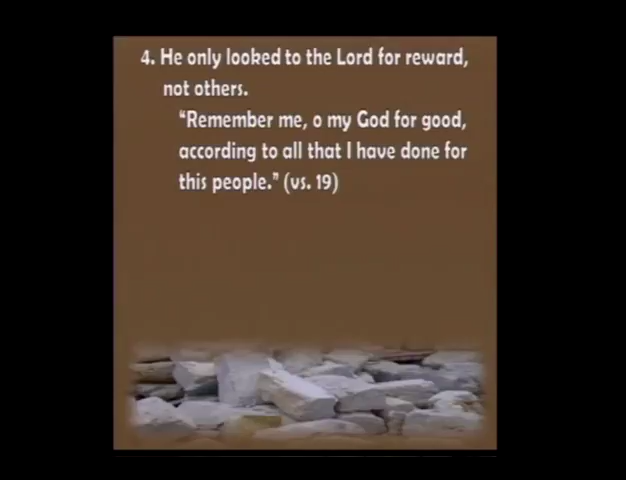 4. He only looked to the Lord for reward,
not others.
"Remember me, o my God for good,
according to all that I have done for
this people." (vs. 19)